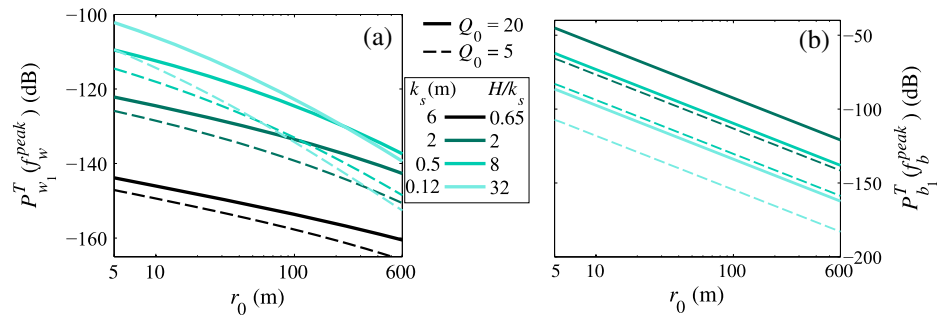 −100
−120
−140
−160
P^T_{w_1} (f_w^{peak}) (dB)
(a)
5 10 100 600
r_0 (m)
Q_0 = 20
Q_0 = 5
k_s (m) H/k_s
6 0.65
2 2
0.5 8
0.12 32
(b)
−50
−100
−150
−200
P^T_{b_1} (f_b^{peak}) (dB)
5 10 100 600
r_0 (m)